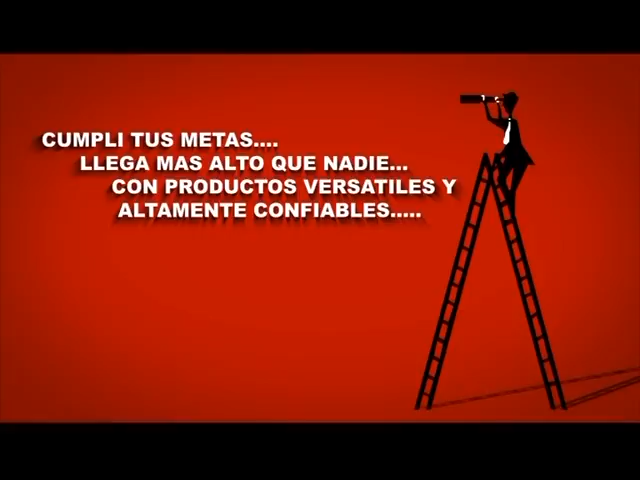 CUMPLI TUS METAS....
LLEGA MAS ALTO QUE NADIE...
CON PRODUCTOS VERSATILES Y
ALTAMENTE CONFIABLES.....